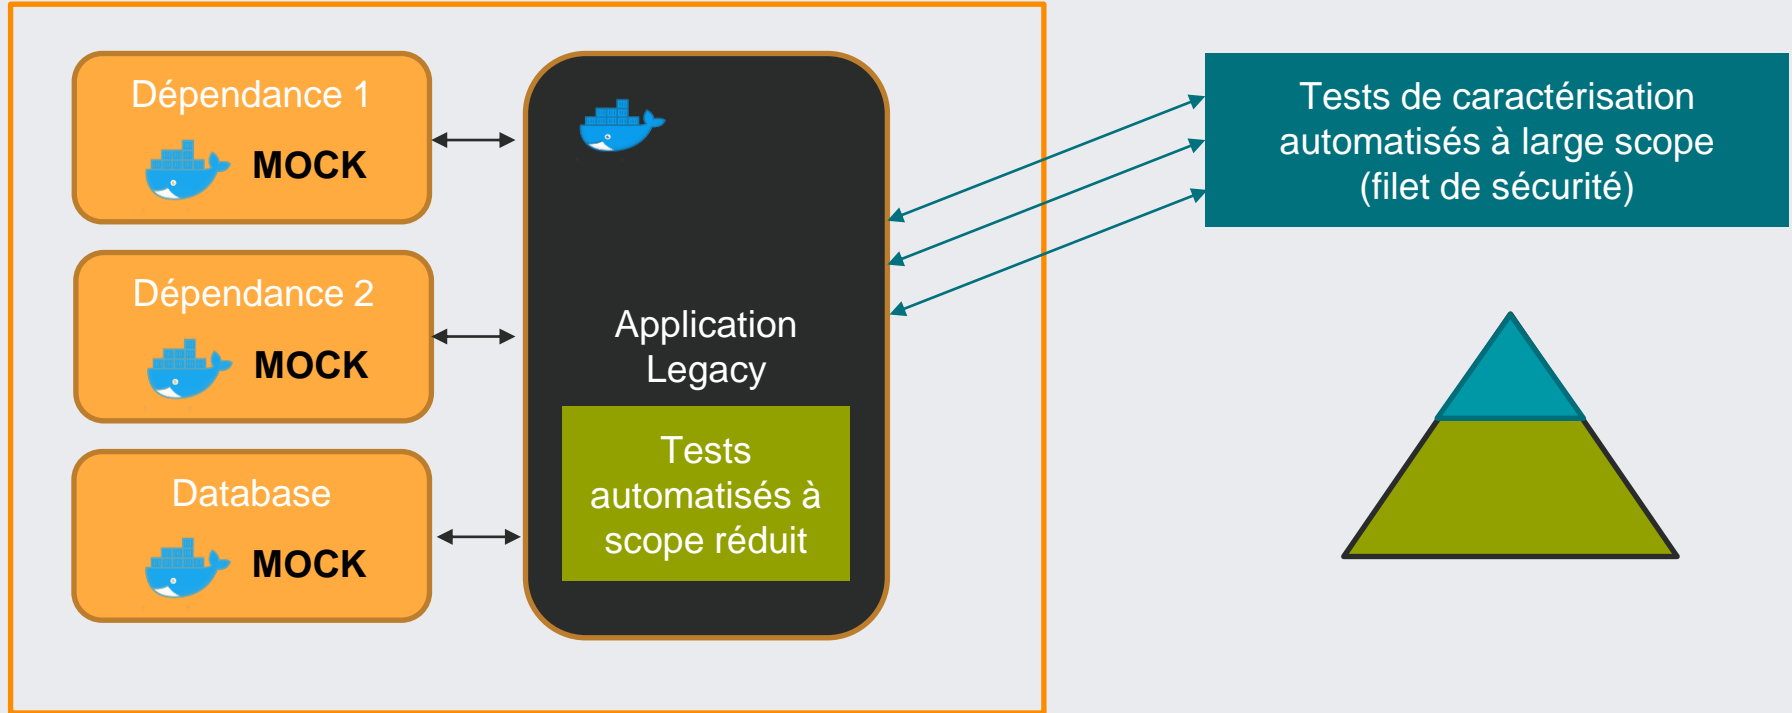 Dépendance 1
MOCK
Dépendance 2
MOCK
Database
MOCK
Application
Legacy
Tests
automatisés à
scope réduit
Tests de caractérisation
automatisés à large scope
(filet de sécurité)